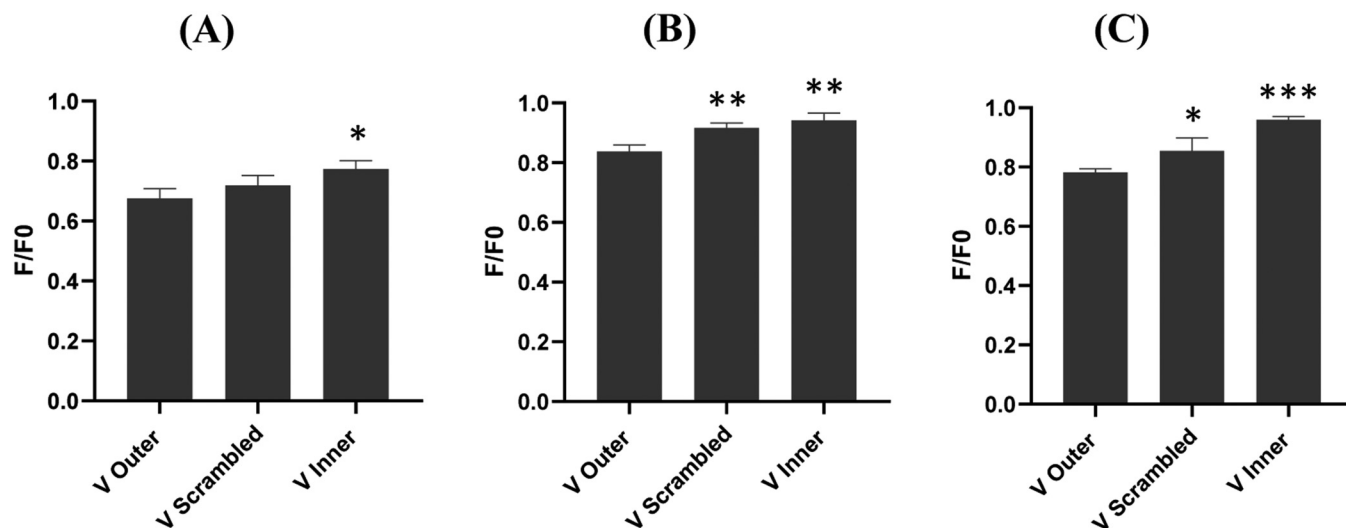 (A)
F/F0
1.0
0.8
0.6
0.4
0.2
0.0
*
V Outer
V Scrambled
V Inner
(B)
F/F0
1.0
0.8
0.6
0.4
0.2
0.0
**
**
V Outer
V Scrambled
V Inner
(C)
F/F0
1.0
0.8
0.6
0.4
0.2
0.0
*
***
V Outer
V Scrambled
V Inner